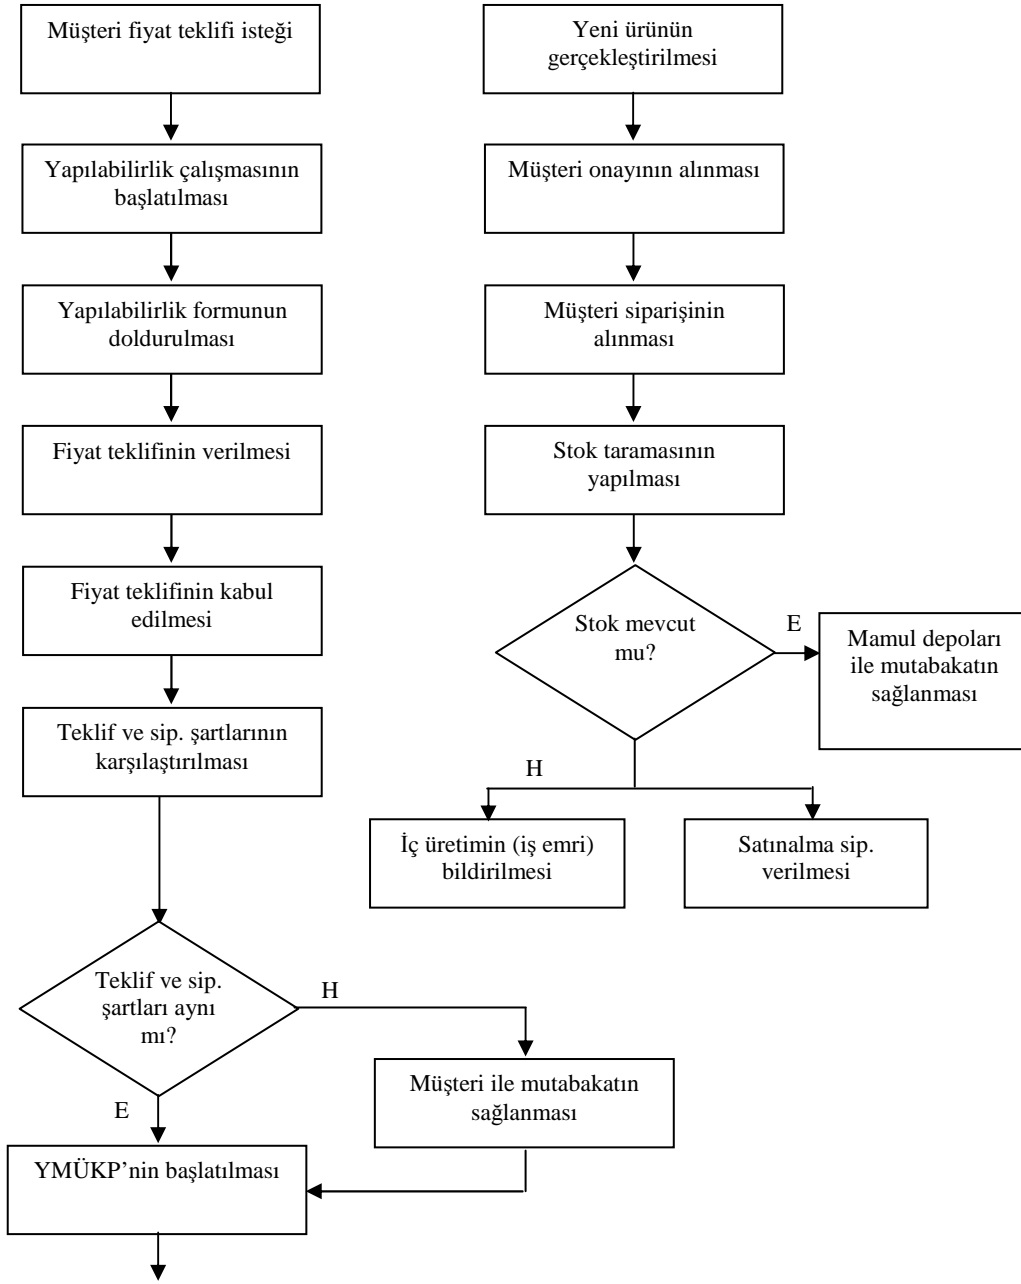 Müşteri fiyat teklifi isteği
Yapılabilirlik çalışmasının
başlatılması
Yapılabilirlik formunun
doldurulması
Fiyat teklifinin verilmesi
Fiyat teklifinin kabul
edilmesi
Teklif ve sip. şartlarının
karşılaştırılması
Teklif ve sip.
şartları aynı
mı?
H
Müşteri ile mutabakatın
sağlanması
E
YMÜKP’nin başlatılması
Yeni ürünün
gerçekleştirilmesi
Müşteri onayının alınması
Müşteri siparişinin
alınması
Stok taramasının
yapılması
Stok mevcut
mu?
E
Mamul depoları
ile mutabakatın
sağlanması
H
İç üretimin (iş emri)
bildirilmesi
Satınalma sip.
verilmesi